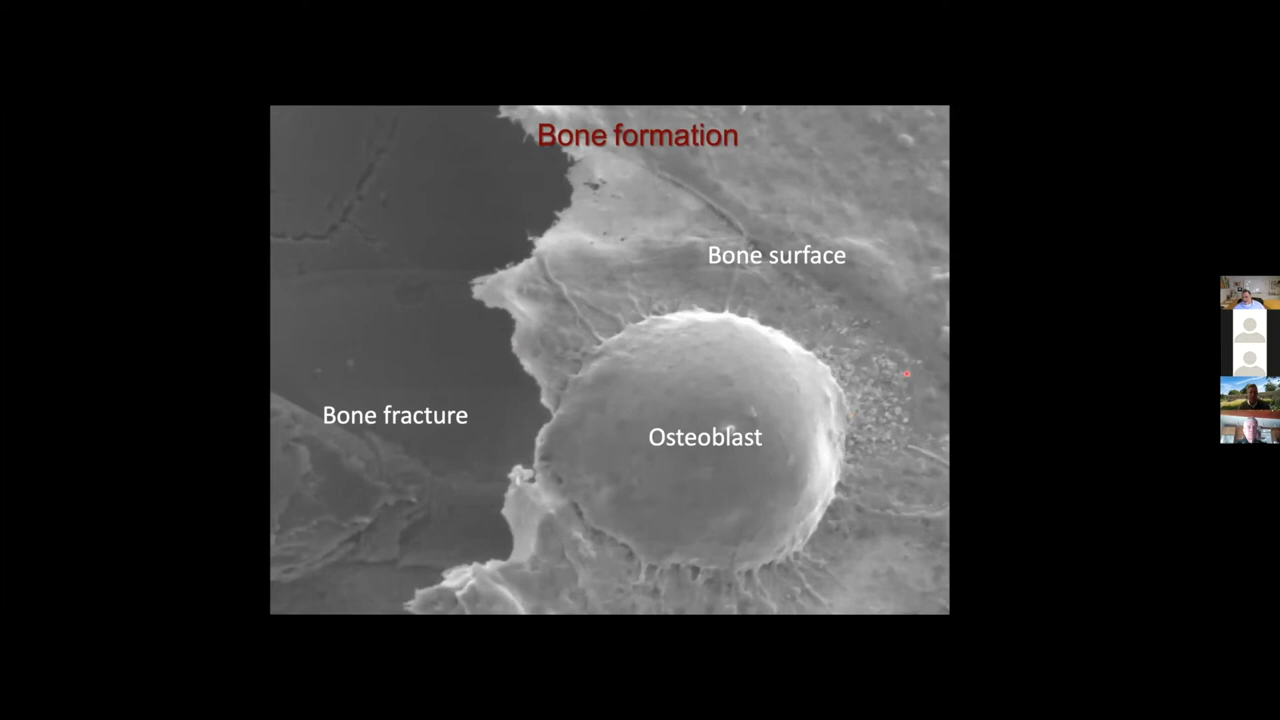 Bone formation
Bone surface
Bone fracture
Osteoblast